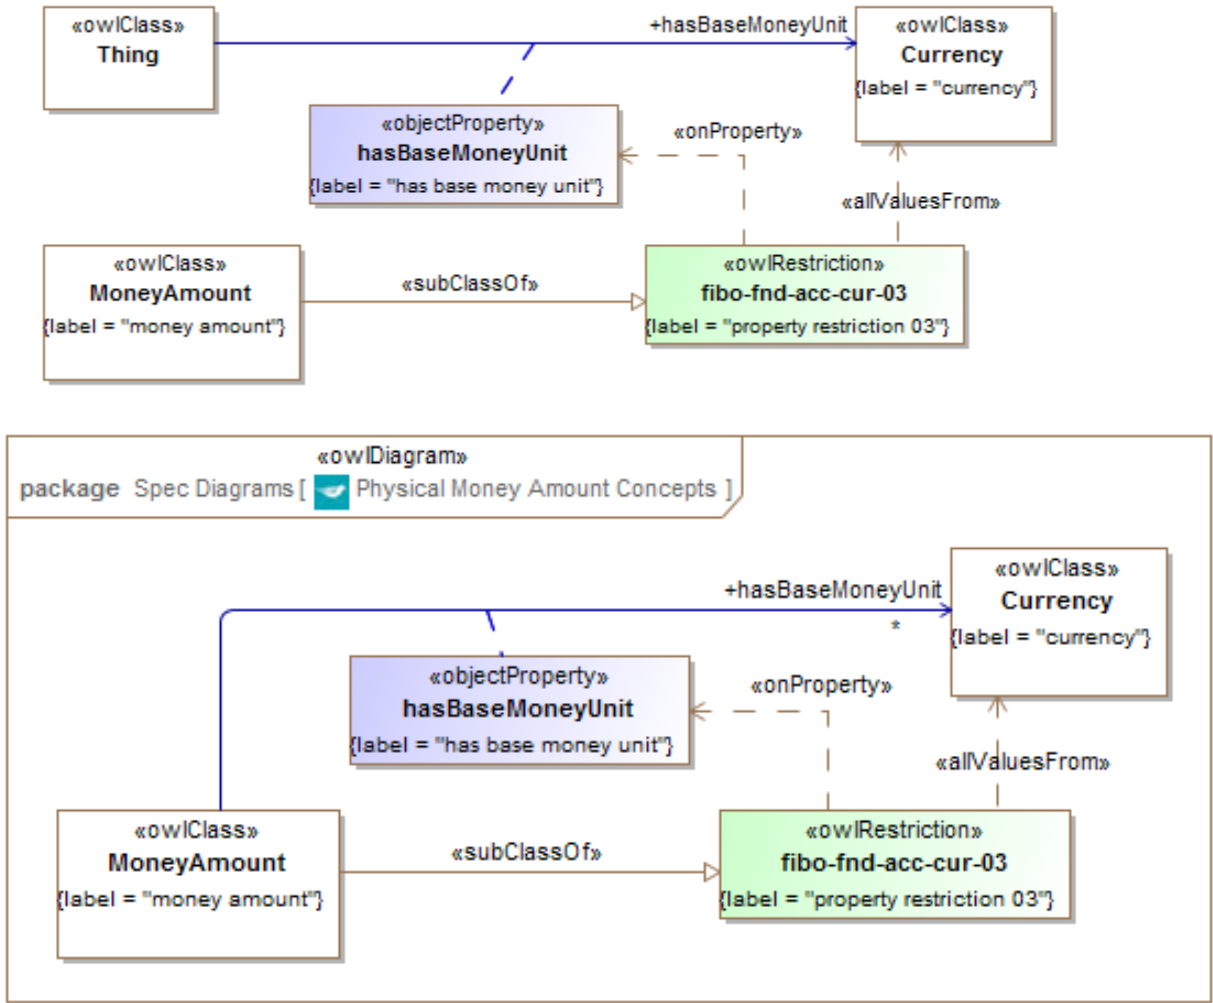 «owlClass»
Thing
+hasBaseMoneyUnit
«owlClass»
Currency
{label = "currency"}
«objectProperty»
hasBaseMoneyUnit
{label = "has base money unit"}
«onProperty»
«allValuesFrom»
«owlClass»
MoneyAmount
{label = "money amount"}
«subClassOf»
«owlRestriction»
fibo-fnd-acc-cur-03
{label = "property restriction 03"}
«owlDiagram»
package Spec Diagrams [ Physical Money Amount Concepts ]
+hasBaseMoneyUnit
*
«owlClass»
Currency
{label = "currency"}
«objectProperty»
hasBaseMoneyUnit
{label = "has base money unit"}
«onProperty»
«allValuesFrom»
«owlClass»
MoneyAmount
{label = "money amount"}
«subClassOf»
«owlRestriction»
fibo-fnd-acc-cur-03
{label = "property restriction 03"}